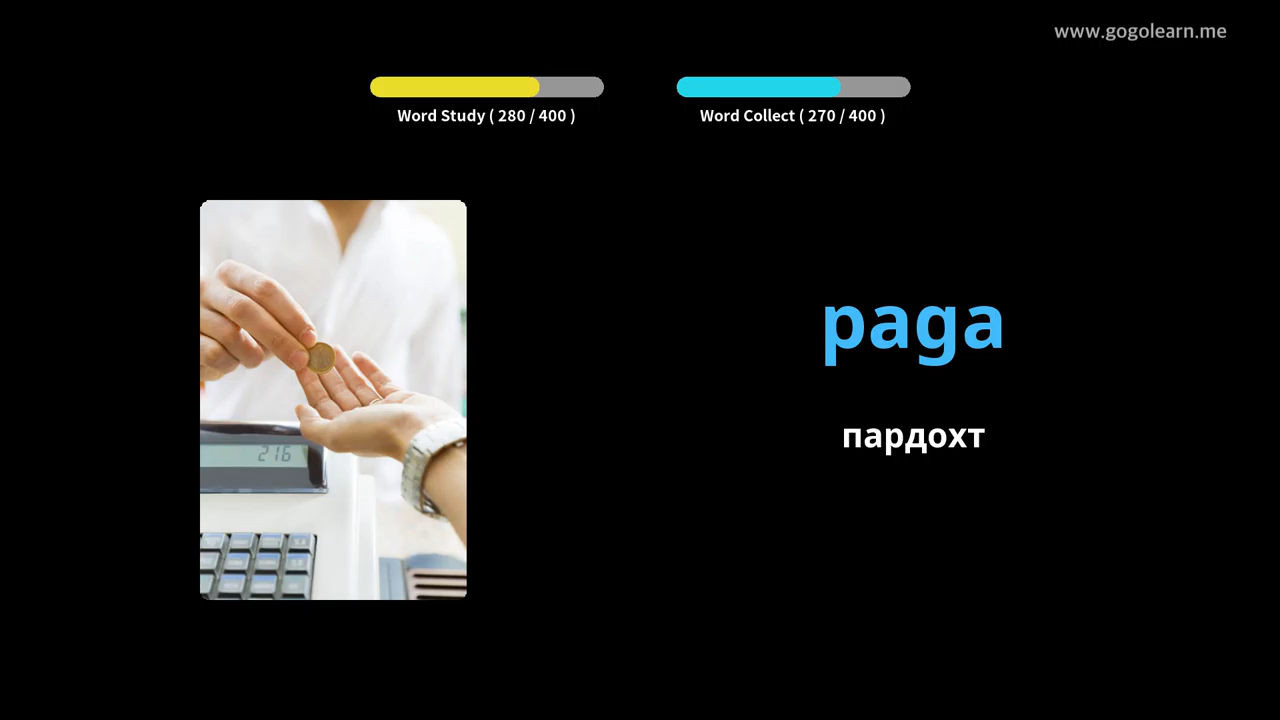 www.gogolearn.me
Word Study ( 280 / 400 )
Word Collect ( 270 / 400 )
216
paga
пардохт